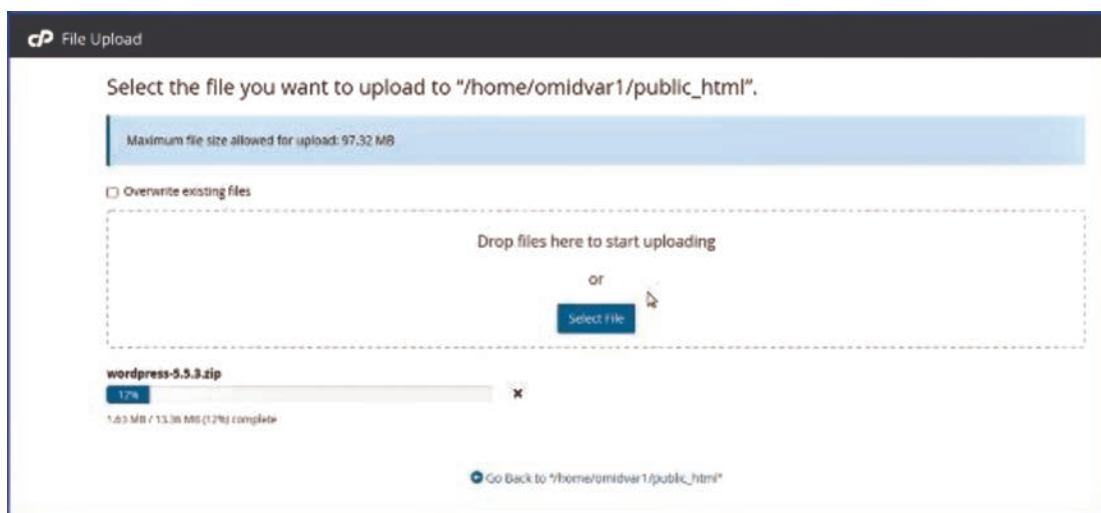 cP File Upload
Select the file you want to upload to “/home/omidvar1/public_html”.
Maximum file size allowed for upload: 97.32 MB
Overwrite existing files
Drop files here to start uploading
or
Select File
wordpress-5.5.3.zip
12%
1.63 MB / 13.36 MB (12%) complete
Go Back to “/home/omidvar1/public_html”